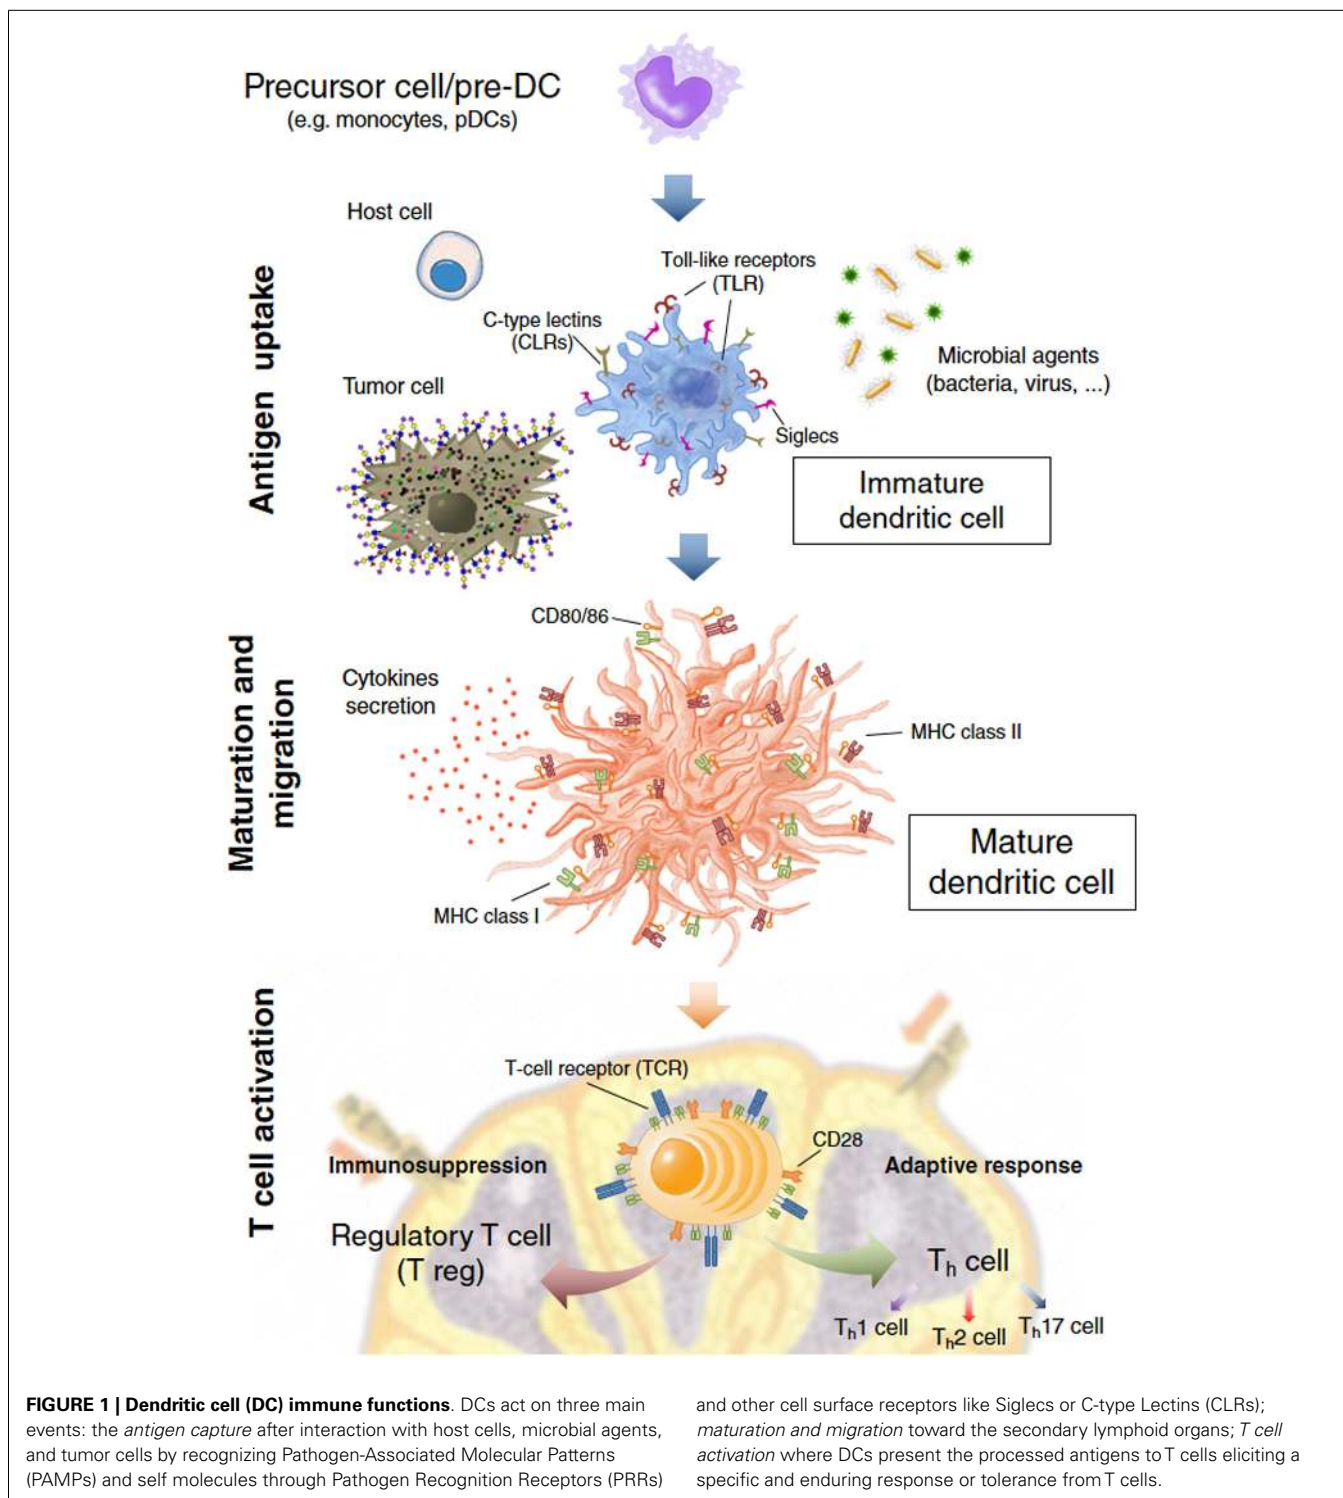 Precursor cell/pre-DC
(e.g. monocytes, pDCs)
Host cell
Antigen uptake
Toll-like receptors
(TLR)
C-type lectins
(CLRs)
Microbial agents
(bacteria, virus, ...)
Tumor cell
Siglecs
Immature
dendritic cell
Maturation and
migration
CD80/86
Cytokines
secretion
MHC class II
Mature
dendritic cell
MHC class I
T cell activation
T-cell receptor (TCR)
CD28
Immunosuppression
Adaptive response
Regulatory T cell
(T reg)
Th cell
Th1 cell
Th2 cell
Th17 cell
FIGURE 1 | Dendritic cell (DC) immune functions. DCs act on three main
events: the antigen capture after interaction with host cells, microbial agents,
and tumor cells by recognizing Pathogen-Associated Molecular Patterns
(PAMPs) and self molecules through Pathogen Recognition Receptors (PRRs)
and other cell surface receptors like Siglecs or C-type Lectins (CLRs);
maturation and migration toward the secondary lymphoid organs; T cell
activation where DCs present the processed antigens to T cells eliciting a
specific and enduring response or tolerance from T cells.